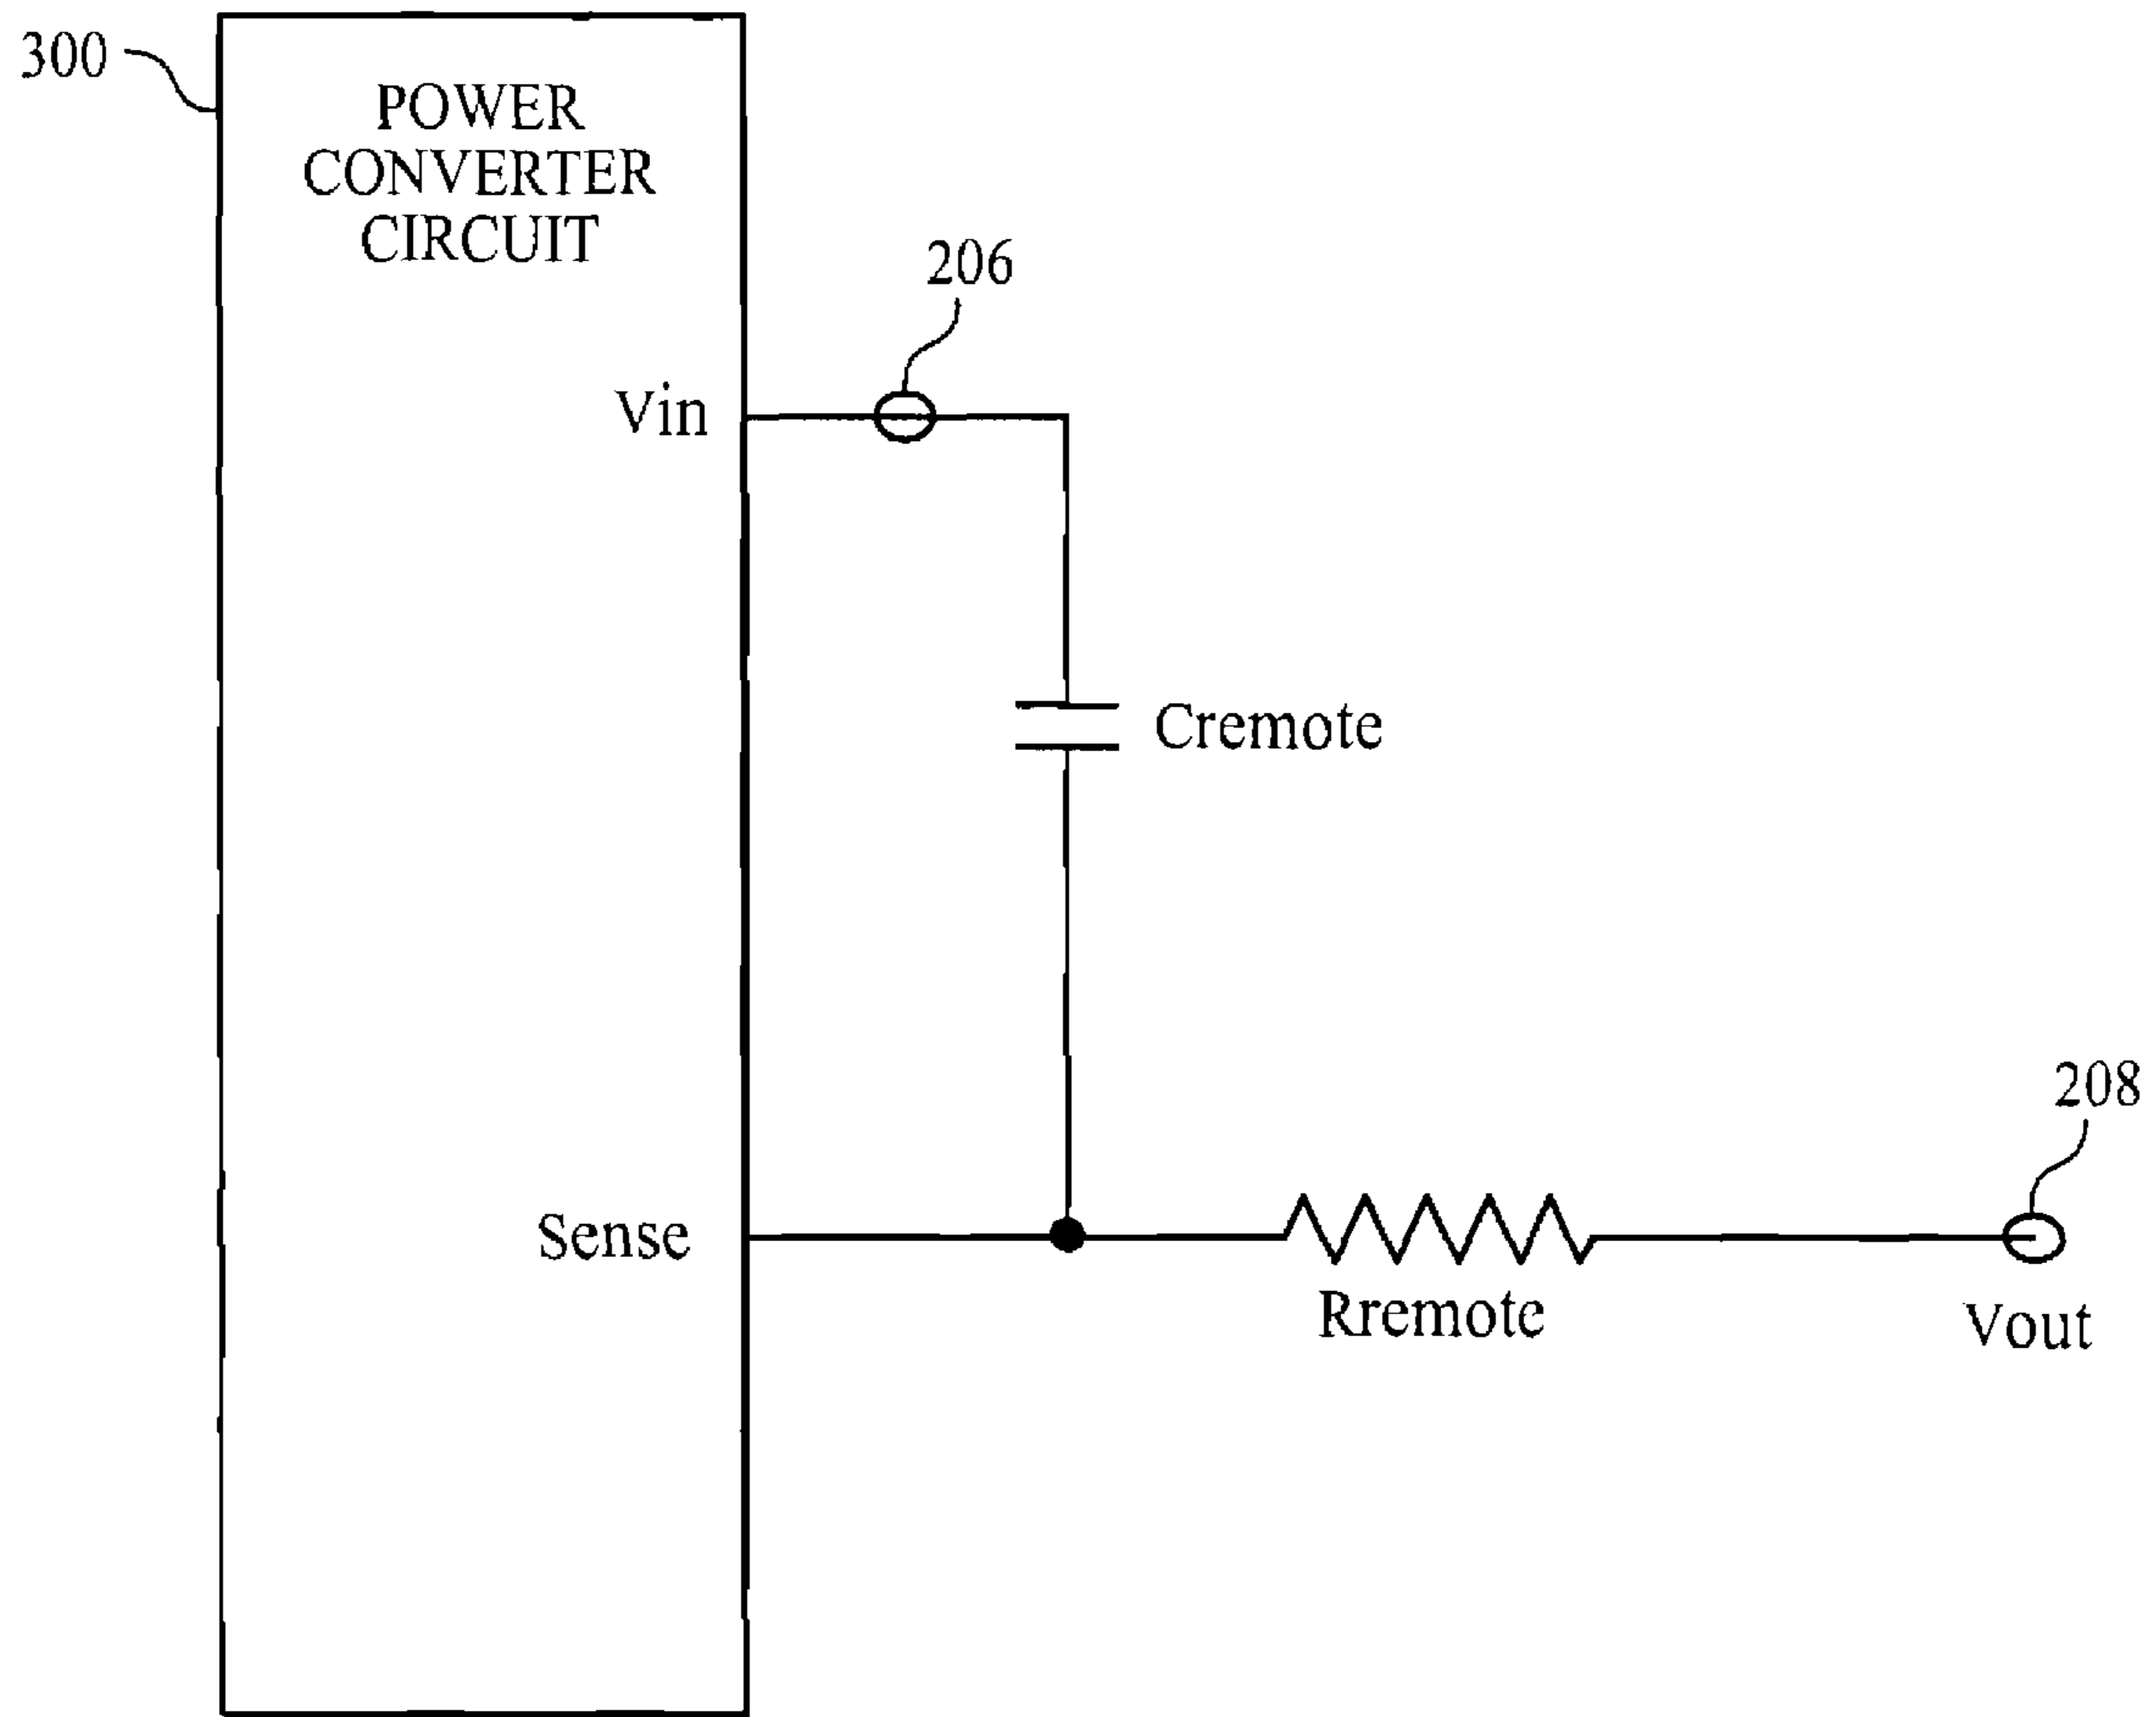 300
POWER
CONVERTER
CIRCUIT
206
Vin
Cremote
208
Sense
Rremote
Vout